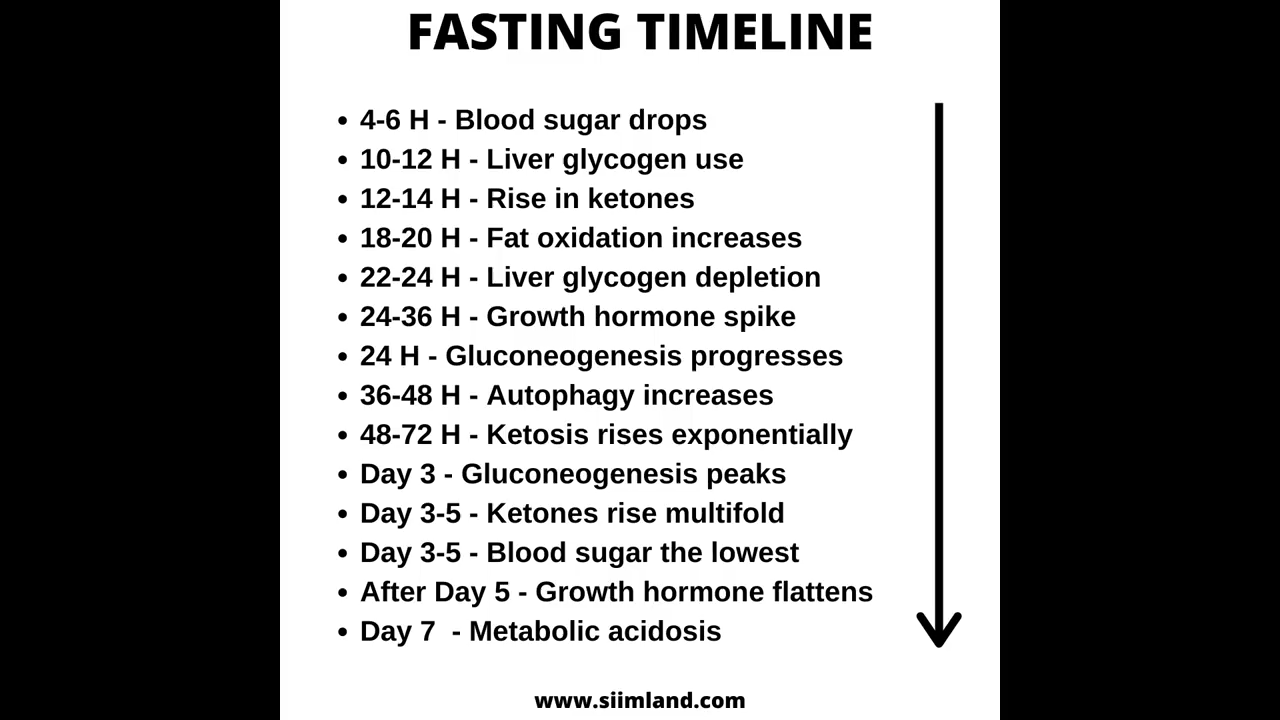 FASTING TIMELINE
• 4-6 H - Blood sugar drops
• 10-12 H - Liver glycogen use
• 12-14 H - Rise in ketones
• 18-20 H - Fat oxidation increases
• 22-24 H - Liver glycogen depletion
• 24-36 H - Growth hormone spike
• 24 H - Gluconeogenesis progresses
• 36-48 H - Autophagy increases
• 48-72 H - Ketosis rises exponentially
• Day 3 - Gluconeogenesis peaks
• Day 3-5 - Ketones rise multifold
• Day 3-5 - Blood sugar the lowest
• After Day 5 - Growth hormone flattens
• Day 7  - Metabolic acidosis
www.siimland.com